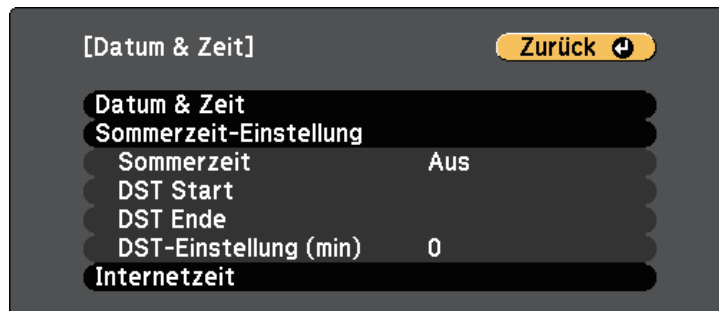 [Datum & Zeit]
Zurück
Datum & Zeit
Sommerzeit-Einstellung
Sommerzeit Aus
DST Start
DST Ende
DST-Einstellung (min) 0
Internetzeit